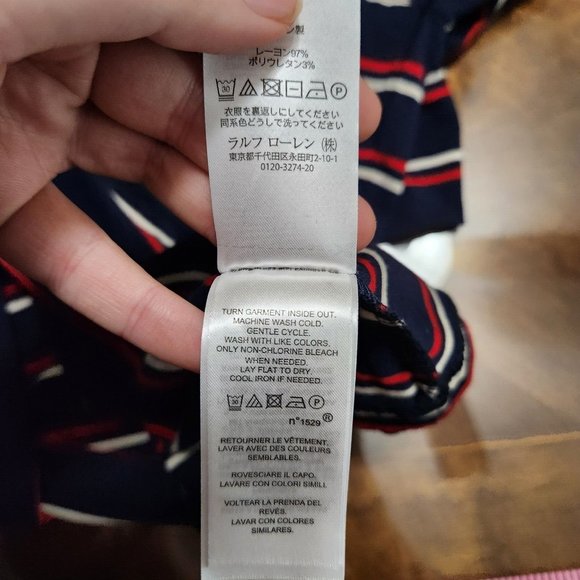 ン製
レーヨン97%
ポリウレタン3%
30
P
衣服を裏返しにしてください
同系色どうしで洗ってください
ラルフ ローレン (株)
東京都千代田区永田町2-10-1
0120-3274-20
TURN GARMENT INSIDE OUT.
MACHINE WASH COLD.
GENTLE CYCLE.
WASH WITH LIKE COLORS.
ONLY NON-CHLORINE BLEACH
WHEN NEEDED.
LAY FLAT TO DRY.
COOL IRON IF NEEDED.
30
P
n°1529®
RETOURNER LE VÊTEMENT.
LAVER AVEC DES COULEURS
SEMBLABLES.
ROVESCIARE IL CAPO.
LAVARE CON COLORI SIMILI.
VOLTEAR LA PRENDA DEL
REVÉS.
LAVAR CON COLORES
SIMILARES.